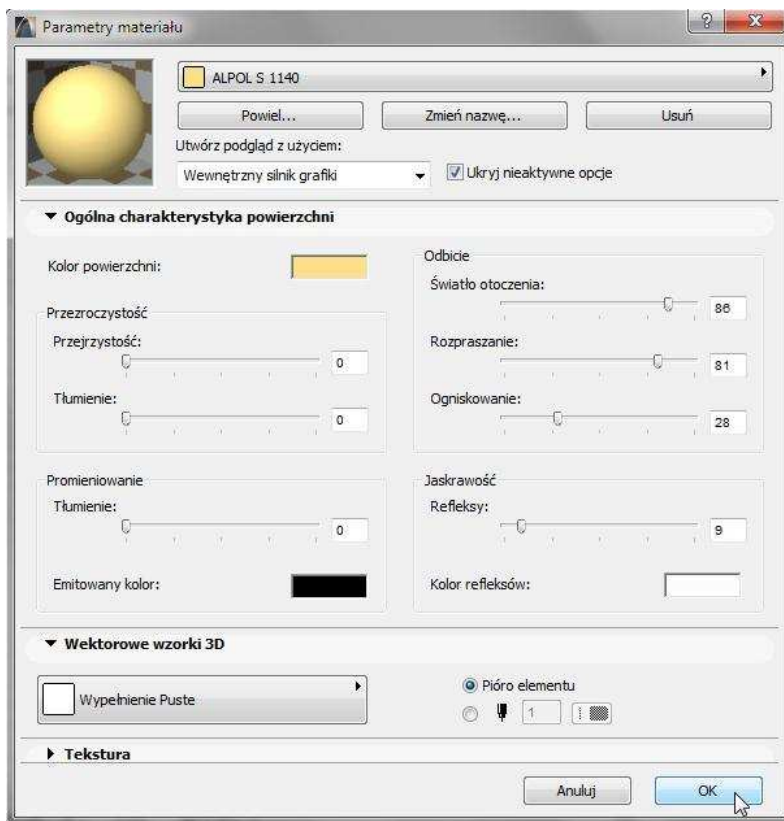 Parametry materiału
ALPOL S 1140
Powiel... Zmień nazwę... Usuń
Utwórz podgląd z użyciem:
Wewnętrzny silnik grafiki Ukryj nieaktywne opcje
Ogólna charakterystyka powierzchni
Kolor powierzchni:
Przezroczystość
Przejrzystość:
0
Tłumienie:
0
Odbicie
Światło otoczenia:
86
Rozpraszanie:
81
Ogniskowanie:
28
Promieniowanie
Tłumienie:
0
Emitowany kolor:
Jaskrawość
Refleksy:
9
Kolor refleksów:
Wektorowe wzorki 3D
Wypełnienie Puste
Pióro elementu
1
Tekstura
Anuluj OK